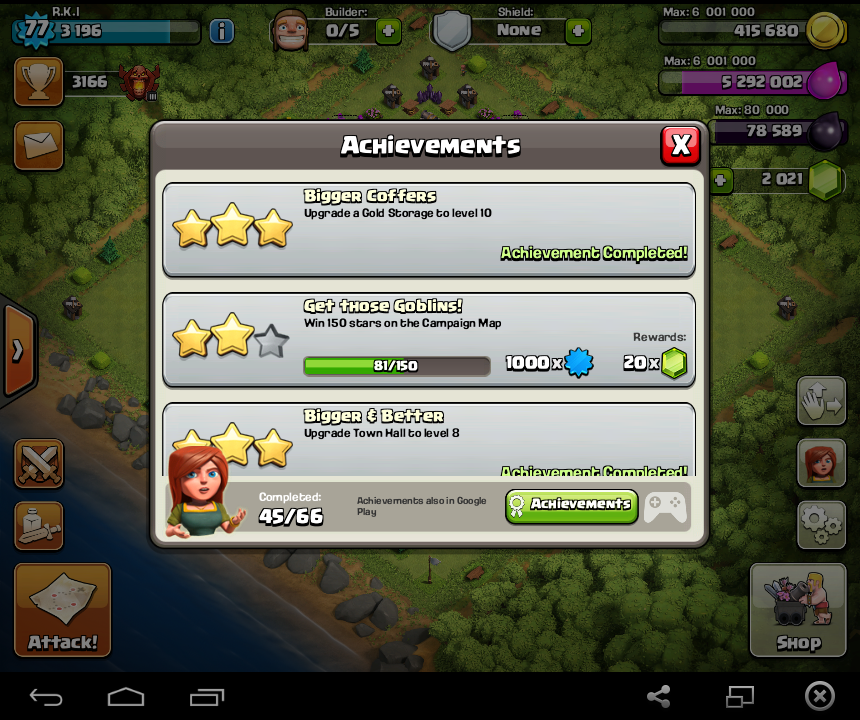 R.K.I
77
3 196
Builder:
0/5
Shield:
None
Max: 6 001 000
415 680
3166
Max: 6 001 000
5 292 002
Max: 80 000
78 589
2 021
Achievements
X
Bigger Coffers
Upgrade a Gold Storage to level 10
Achievement Completed!
Get those Goblins!
Win 150 stars on the Campaign Map
81/150
Rewards:
1000 x
20 x
Bigger & Better
Upgrade Town Hall to level 8
Achievement Completed!
Completed:
45/66
Achievements also in Google
Play
Achievements
Attack!
Shop